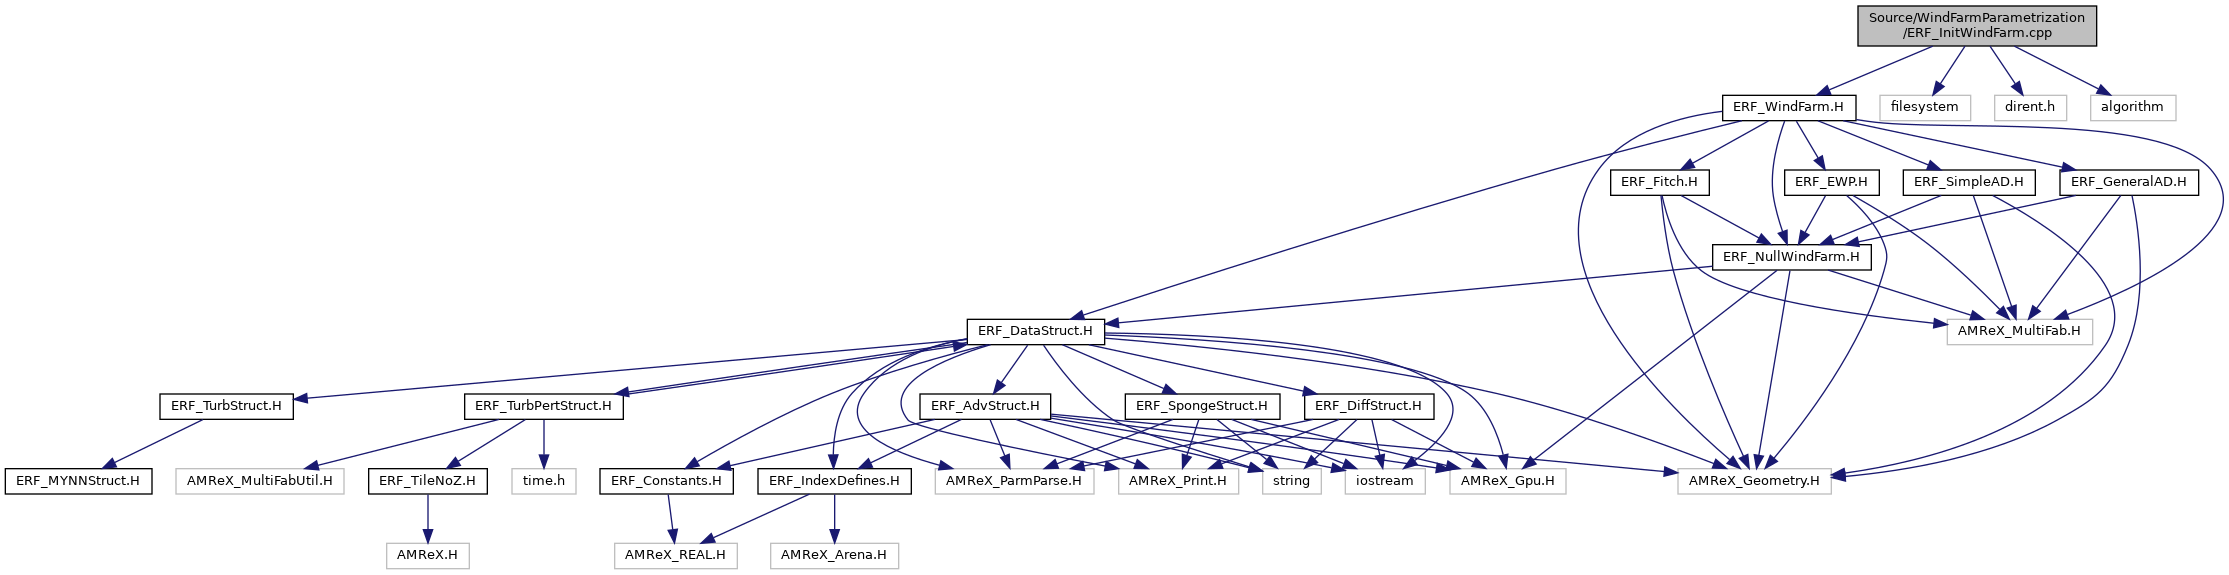 Source/WindFarmParametrization
/ERF_InitWindFarm.cpp
ERF_WindFarm.H
filesystem
dirent.h
algorithm
ERF_Fitch.H
ERF_EWP.H
ERF_SimpleAD.H
ERF_GeneralAD.H
ERF_NullWindFarm.H
ERF_DataStruct.H
AMReX_MultiFab.H
ERF_TurbStruct.H
ERF_TurbPertStruct.H
ERF_AdvStruct.H
ERF_SpongeStruct.H
ERF_DiffStruct.H
ERF_MYNNStruct.H
AMReX_MultiFabUtil.H
ERF_TileNoZ.H
time.h
ERF_Constants.H
ERF_IndexDefines.H
AMReX_ParmParse.H
AMReX_Print.H
string
iostream
AMReX_Gpu.H
AMReX_Geometry.H
AMReX.H
AMReX_REAL.H
AMReX_Arena.H